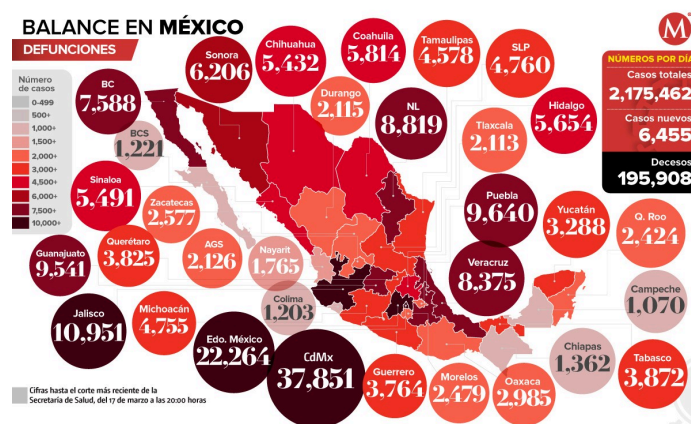 BALANCE EN MÉXICO
DEFUNCIONES
Número
de casos
0-499
500+
1,000+
1,500+
2,000+
3,000+
4,500+
6,000+
7,500+
10,000+
M
NÚMEROS POR DÍA
Casos totales
2,175,462
Casos nuevos
6,455
Decesos
195,908
BC
7,588
Sonora
6,206
Chihuahua
5,432
Coahuila
5,814
Tamaulipas
4,578
SLP
4,760
Durango
2,115
NL
8,819
Tlaxcala
2,113
Hidalgo
5,654
BCS
1,221
Sinaloa
5,491
Zacatecas
2,577
Puebla
9,640
Yucatán
3,288
Q. Roo
2,424
Guanajuato
9,541
Querétaro
3,825
AGS
2,126
Nayarit
1,765
Veracruz
8,375
Campeche
1,070
Jalisco
10,951
Michoacán
4,755
Colima
1,203
Edo. México
22,264
CdMx
37,851
Guerrero
3,764
Morelos
2,479
Oaxaca
2,985
Chiapas
1,362
Tabasco
3,872
Cifras hasta el corte más reciente de la
Secretaria de Salud, del 17 de marzo a las 20:00 horas